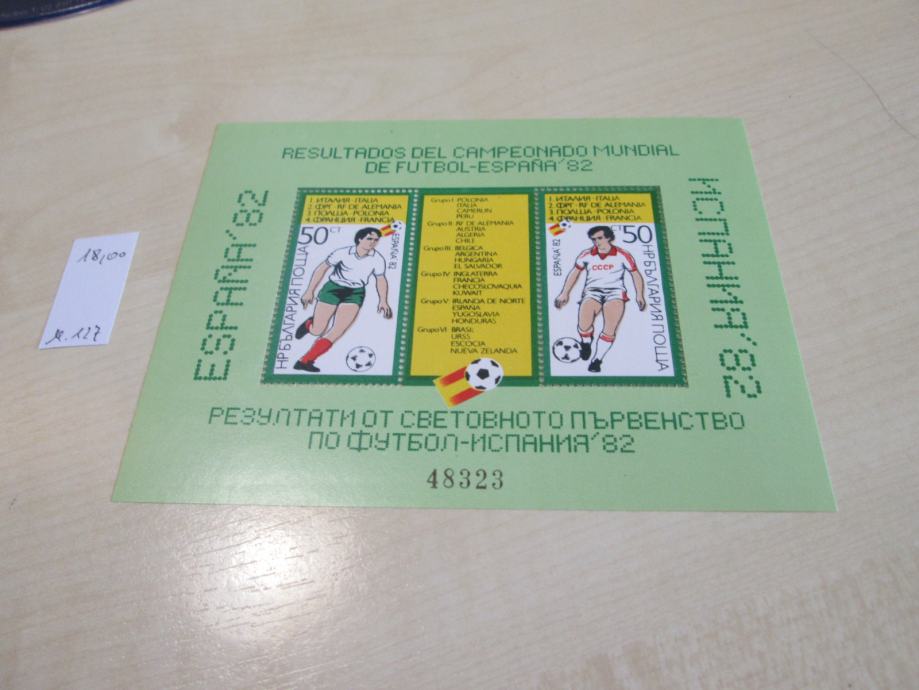 RESULTADOS DEL CAMPEONADO MUNDIAL
DE FUTBOL-ESPAÑA'82
ESPAÑA'82
1. ИТАЛИЯ·ITALIA
2. ФРГ·RF DE ALEMANIA
3. ПОЛША·POLONIA
4. ФРАНЦИЯ·FRANCIA
50 СТ
ESPAÑA 82
НР БЪЛГАРИЯ ПОЩА
Grupo I POLONIA
ITALIA
CAMERUN
PERU
Grupo II RF DE ALEMANIA
AUSTRIA
ALGERIA
CHILE
Grupo III BELGICA
ARGENTINA
HUNGARIA
EL SALVADOR
Grupo IV INGLATERRA
FRANCIA
CHECOSLOVAQUIA
KUWAIT
Grupo V IRLANDA DE NORTE
ESPAÑA
YUGOSLAVIA
HONDURAS
Grupo VI BRASIL
URSS
ESCOCIA
NUEVA ZELANDA
1. ИТАЛИЯ·ITALIA
2. ФРГ·RF DE ALEMANIA
3. ПОЛША·POLONIA
4. ФРАНЦИЯ·FRANCIA
СТ 50
ESPAÑA 82
CCCP
НР БЪЛГАРИЯ ПОЩА
ИСПАНИЯ'82
РЕЗУЛТАТИ ОТ СВЕТОВНОТО ПЪРВЕНСТВО
ПО ФУТБОЛ-ИСПАНИЯ'82
48323
18,00
127